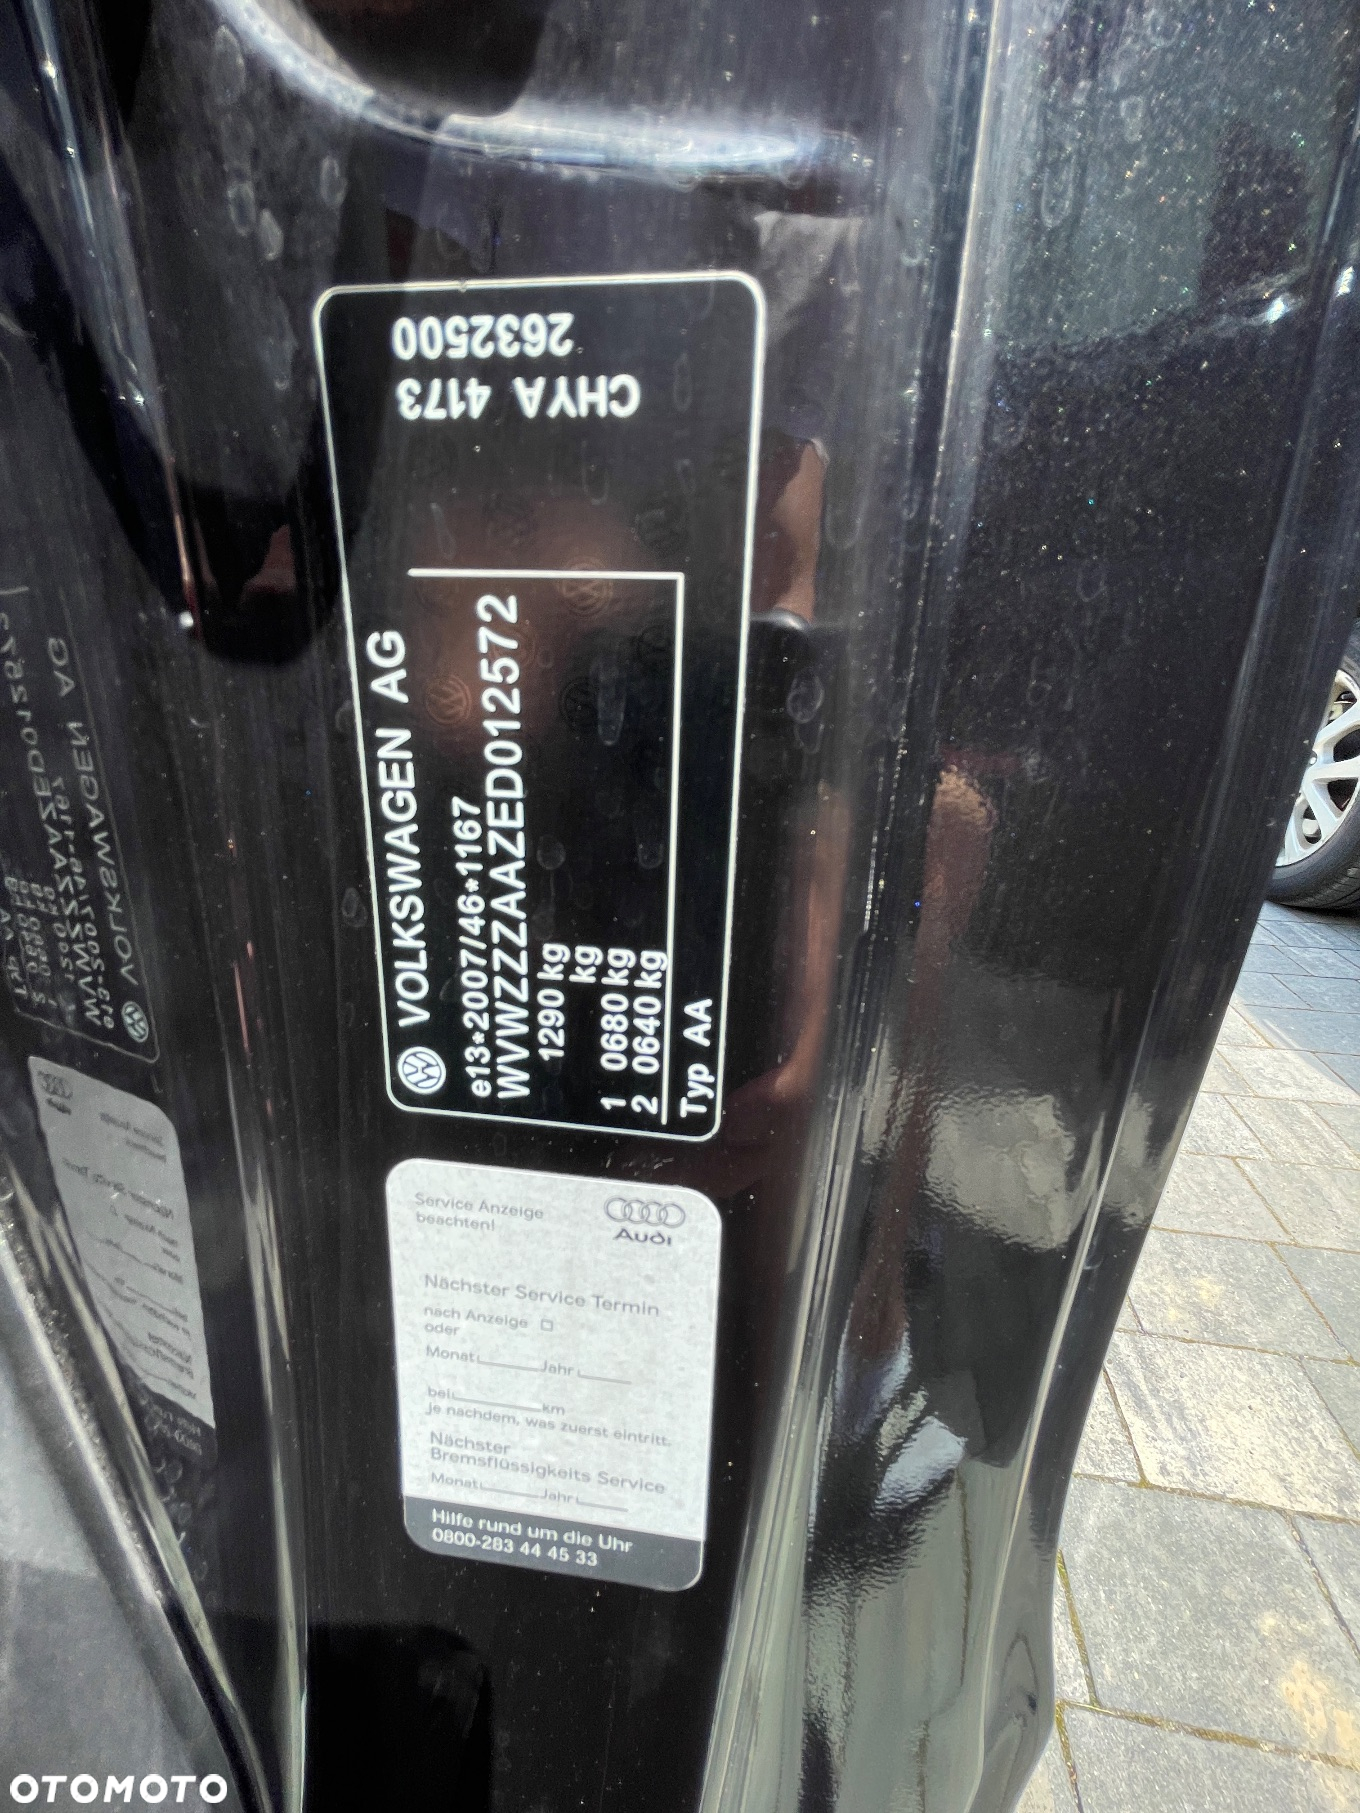 2632500
CHYA 4173
VOLKSWAGEN AG
e13*2007/46*1167
WVWZZZAAZED012572
1290 kg
kg
1 0680 kg
2 0640 kg
Typ AA
Service Anzeige
beachten!
Audi
Nächster Service Termin
nach Anzeige
oder
Monat Jahr
bei km
Je nachdem, was zuerst eintritt.
Nächster
Bremsflüssigkeits Service
Monat Jahr
Hilfe rund um die Uhr
0800-283 44 45 33
OTOMOTO